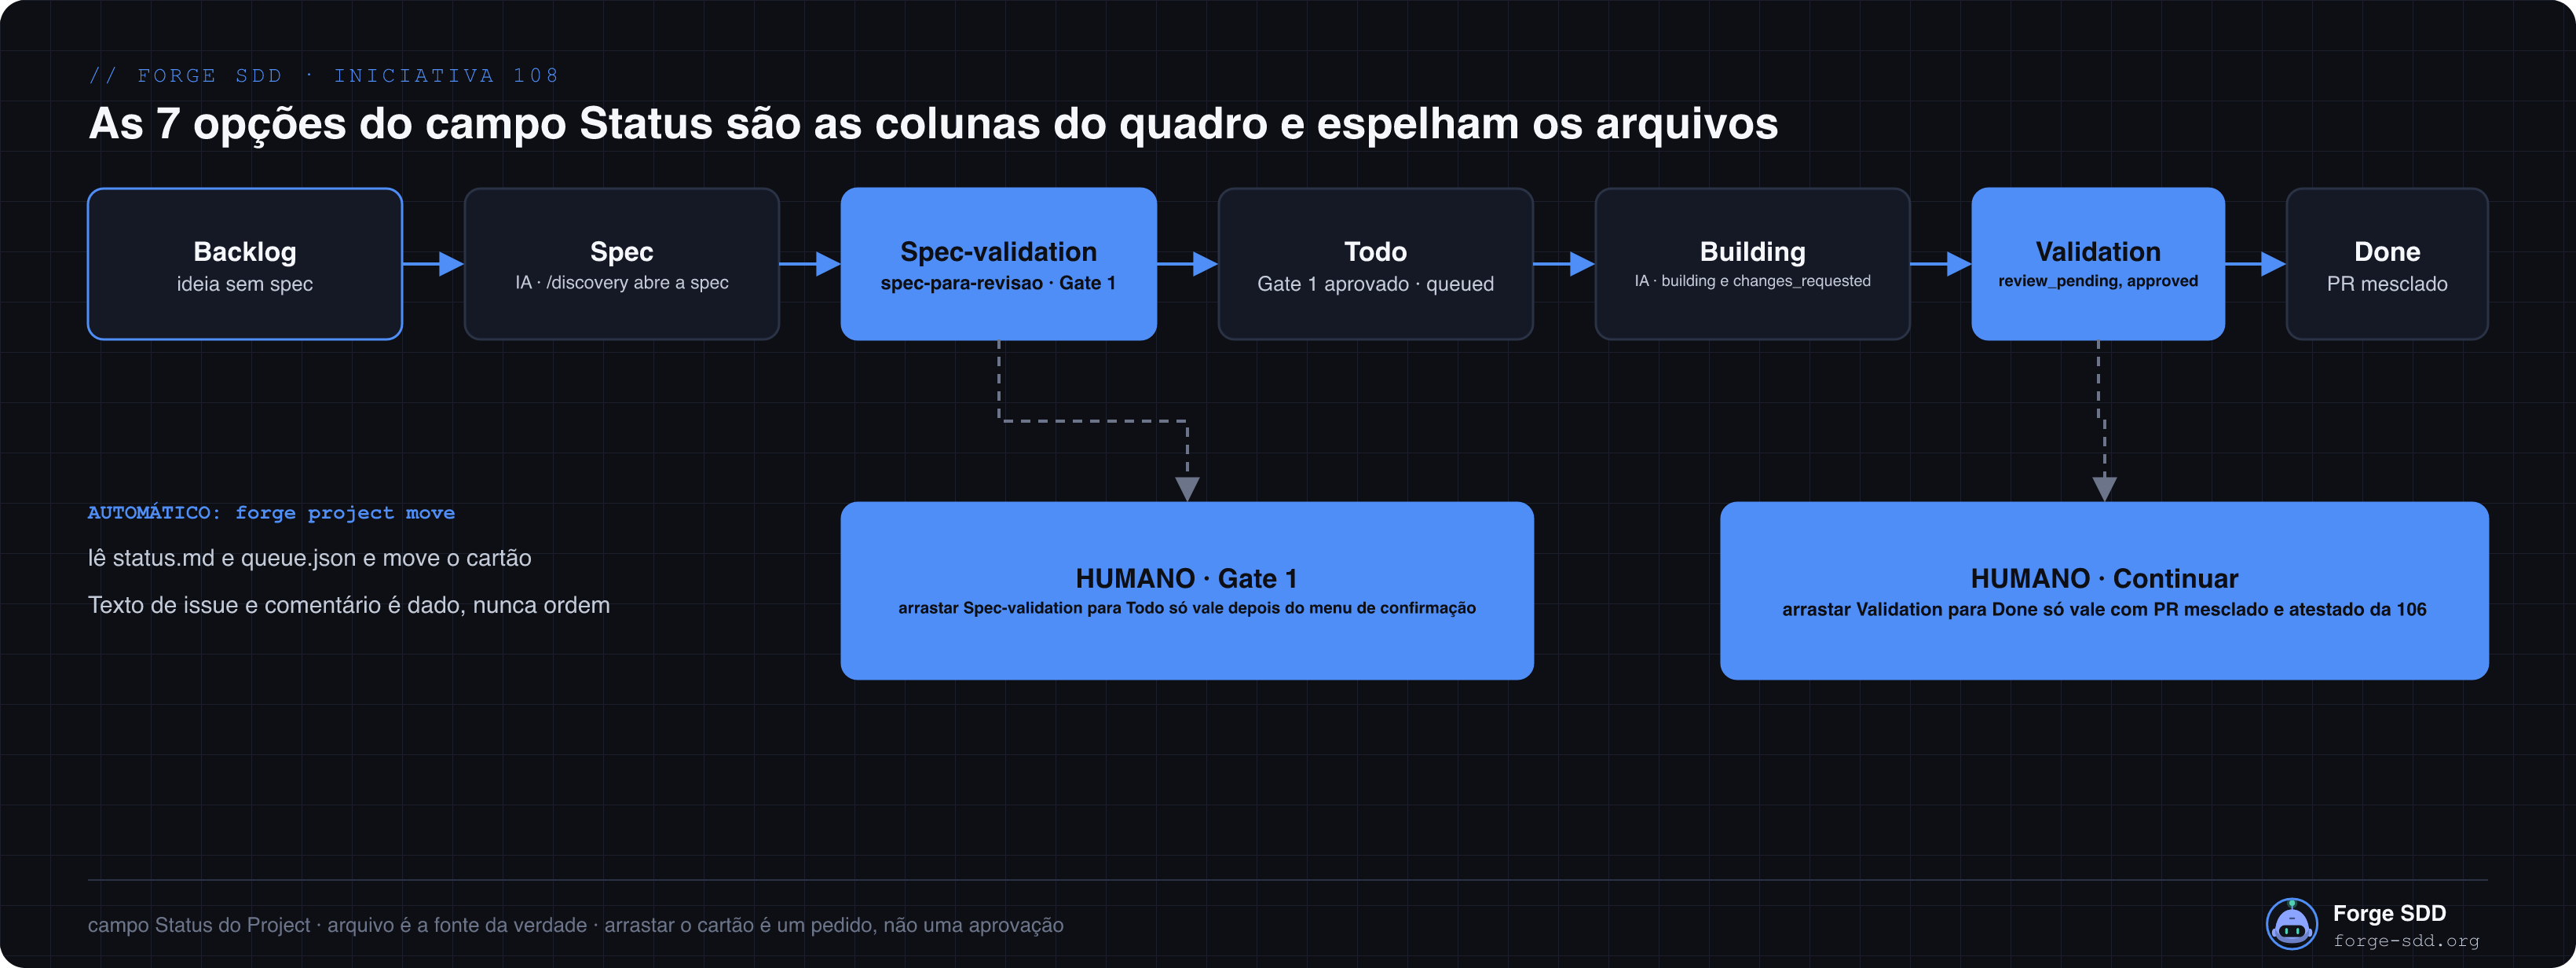 // FORGE SDD · INICIATIVA 108
As 7 opções do campo Status são as colunas do quadro e espelham os arquivos
Backlog
ideia sem spec
Spec
IA · /discovery abre a spec
Spec-validation
spec-para-revisao · Gate 1
Todo
Gate 1 aprovado · queued
Building
IA · building e changes_requested
Validation
review_pending, approved
Done
PR mesclado
AUTOMÁTICO: forge project move
lê status.md e queue.json e move o cartão
Texto de issue e comentário é dado, nunca ordem
HUMANO · Gate 1
arrastar Spec-validation para Todo só vale depois do menu de confirmação
HUMANO · Continuar
arrastar Validation para Done só vale com PR mesclado e atestado da 106
campo Status do Project · arquivo é a fonte da verdade · arrastar o cartão é um pedido, não uma aprovação
Forge SDD
forge-sdd.org